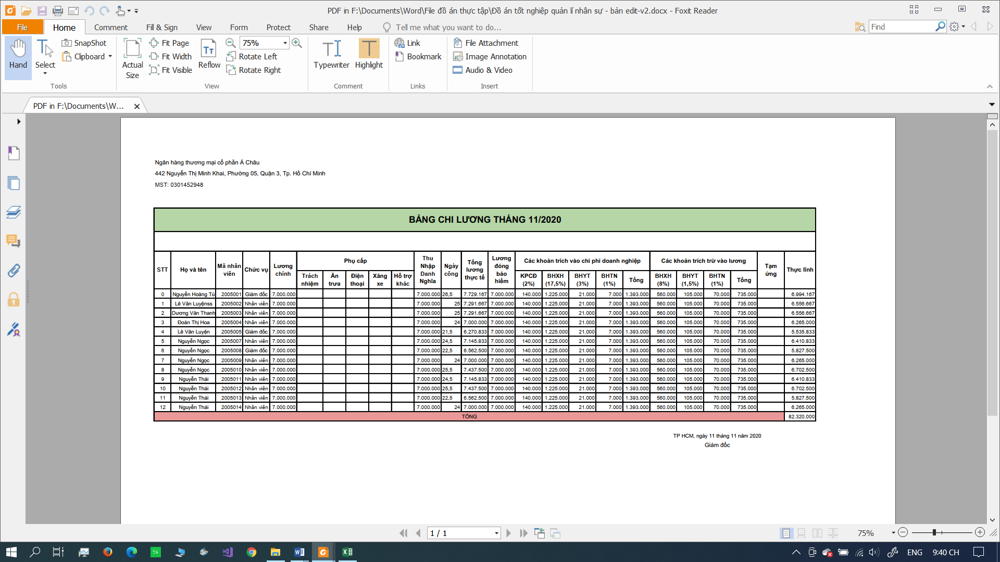 PDF in F:\Documents\Word\File đồ án thực tập\Đồ án tốt nghiệp quản lí nhân sự - bản edit-v2.docx - Foxit Reader
File Home Comment Fill & Sign View Form Protect Share Help Tell me what you want to do... Find
Hand Select SnapShot Clipboard Actual Size Fit Page Fit Width Fit Visible Reflow 75% Rotate Left Rotate Right Typewriter Highlight Link Bookmark File Attachment Image Annotation Audio & Video
Tools View Comment Links Insert
PDF in F:\Documents\W...
Ngân hàng thương mại cổ phần Á Châu
442 Nguyễn Thị Minh Khai, Phường 05, Quận 3, Tp. Hồ Chí Minh
MST: 0301452948
BẢNG CHI LƯƠNG THÁNG 11/2020
STT Họ và tên Mã nhân viên Chức vụ Lương chính Phụ cấp Thu Nhập Danh Nghĩa Ngày công Tổng lương thực tế Lương đóng bảo hiểm Các khoản trích vào chi phí doanh nghiệp Các khoản trích trừ vào lương Tạm ứng Thực lĩnh
Trách nhiệm Ăn trưa Điện thoại Xăng xe Hỗ trợ khác KPCĐ (2%) BHXH (17,5%) BHYT (3%) BHTN (1%) Tổng BHXH (8%) BHYT (1,5%) BHTN (1%) Tổng
0 Nguyễn Hoàng Tú 2005001 Giám đốc 7.000.000 7.000.000 26,5 7.729.167 7.000.000 140.000 1.225.000 21.000 7.000 1.393.000 560.000 105.000 70.000 735.000 6.994.167
1 Lê Văn Luyệnss 2005002 Nhân viên 7.000.000 7.000.000 25 7.291.667 7.000.000 140.000 1.225.000 21.000 7.000 1.393.000 560.000 105.000 70.000 735.000 6.556.667
2 Dương Văn Thanh 2005003 Nhân viên 7.000.000 7.000.000 25 7.291.667 7.000.000 140.000 1.225.000 21.000 7.000 1.393.000 560.000 105.000 70.000 735.000 6.556.667
3 Đoàn Thị Hoa 2005004 Nhân viên 7.000.000 7.000.000 24 7.000.000 7.000.000 140.000 1.225.000 21.000 7.000 1.393.000 560.000 105.000 70.000 735.000 6.265.000
4 Lê Văn Luyện 2005005 Giám đốc 7.000.000 7.000.000 21,5 6.270.833 7.000.000 140.000 1.225.000 21.000 7.000 1.393.000 560.000 105.000 70.000 735.000 5.535.833
5 Nguyễn Ngọc 2005007 Nhân viên 7.000.000 7.000.000 24,5 7.145.833 7.000.000 140.000 1.225.000 21.000 7.000 1.393.000 560.000 105.000 70.000 735.000 6.410.833
6 Nguyễn Ngọc 2005008 Giám đốc 7.000.000 7.000.000 22,5 6.562.500 7.000.000 140.000 1.225.000 21.000 7.000 1.393.000 560.000 105.000 70.000 735.000 5.827.500
7 Nguyễn Ngọc 2005009 Nhân viên 7.000.000 7.000.000 24 7.000.000 7.000.000 140.000 1.225.000 21.000 7.000 1.393.000 560.000 105.000 70.000 735.000 6.265.000
8 Nguyễn Ngọc 2005010 Nhân viên 7.000.000 7.000.000 25,5 7.437.500 7.000.000 140.000 1.225.000 21.000 7.000 1.393.000 560.000 105.000 70.000 735.000 6.702.500
9 Nguyễn Thái 2005011 Nhân viên 7.000.000 7.000.000 24,5 7.145.833 7.000.000 140.000 1.225.000 21.000 7.000 1.393.000 560.000 105.000 70.000 735.000 6.410.833
10 Nguyễn Thái 2005012 Nhân viên 7.000.000 7.000.000 25,5 7.437.500 7.000.000 140.000 1.225.000 21.000 7.000 1.393.000 560.000 105.000 70.000 735.000 6.702.500
11 Nguyễn Thái 2005013 Nhân viên 7.000.000 7.000.000 22,5 6.562.500 7.000.000 140.000 1.225.000 21.000 7.000 1.393.000 560.000 105.000 70.000 735.000 5.827.500
12 Nguyễn Thái 2005014 Nhân viên 7.000.000 7.000.000 24 7.000.000 7.000.000 140.000 1.225.000 21.000 7.000 1.393.000 560.000 105.000 70.000 735.000 6.265.000
TỔNG 82.320.000
TP HCM, ngày 11 tháng 11 năm 2020
Giám đốc
1 / 1 75%
ENG 9:40 CH